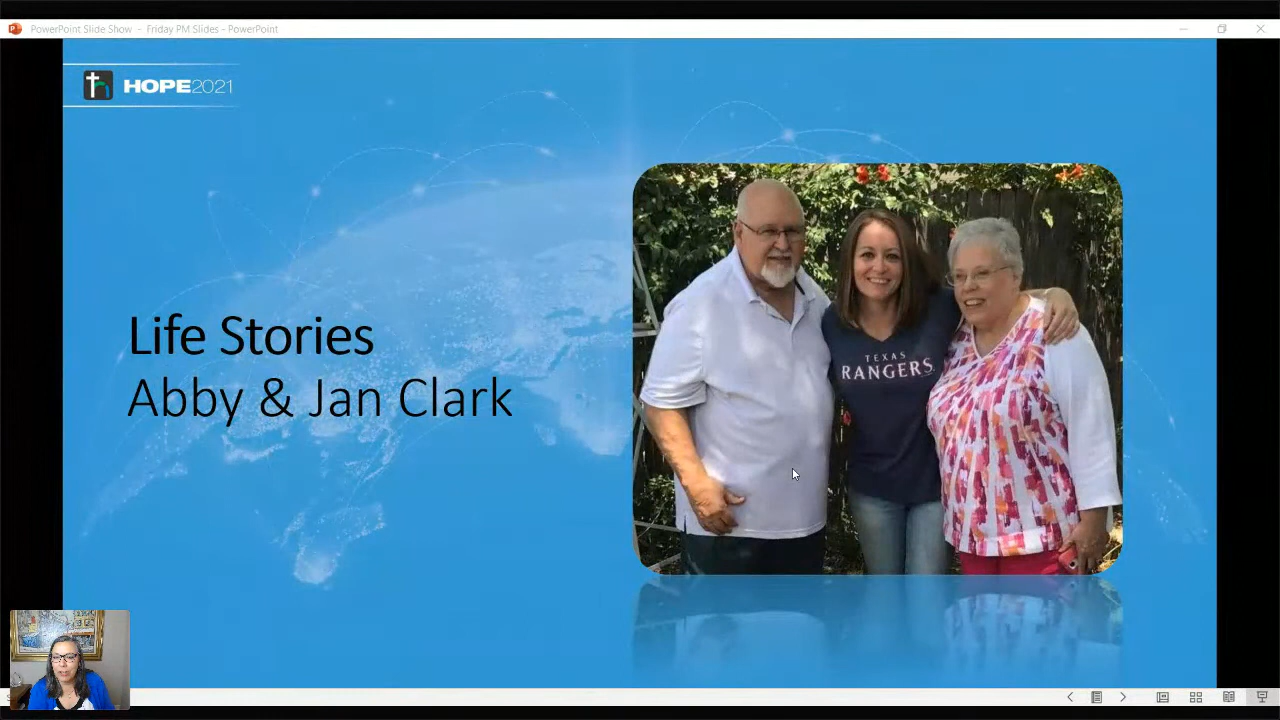 PowerPoint Slide Show - Friday PM Slides - PowerPoint
HOPE2021
Life Stories
Abby & Jan Clark
TEXAS
RANGERS